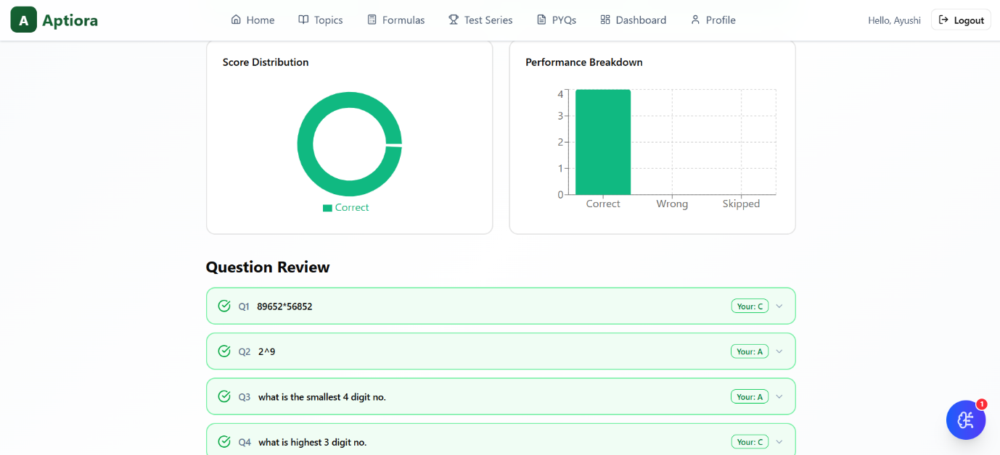 A Aptiora Home Topics Formulas Test Series PYQs Dashboard Profile Hello, Ayushi Logout
Score Distribution
Correct
Performance Breakdown
4
3
2
1
0
Correct Wrong Skipped
Question Review
Q1 89652*56852 Your: C
Q2 2^9 Your: A
Q3 what is the smallest 4 digit no. Your: A
1
Q4 what is highest 3 digit no. Your: C